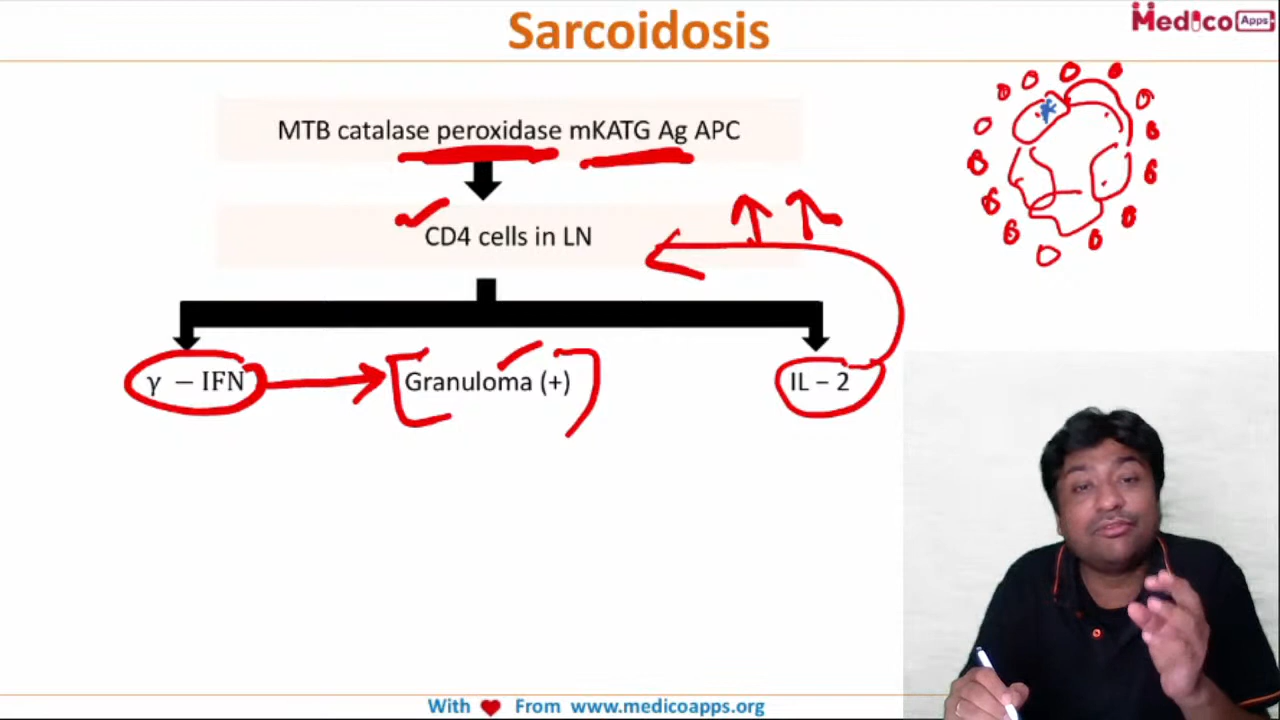 Sarcoidosis
Medico Apps
MTB catalase peroxidase mKATG Ag APC
CD4 cells in LN
γ – IFN
Granuloma (+)
IL – 2
With From www.medicoapps.org